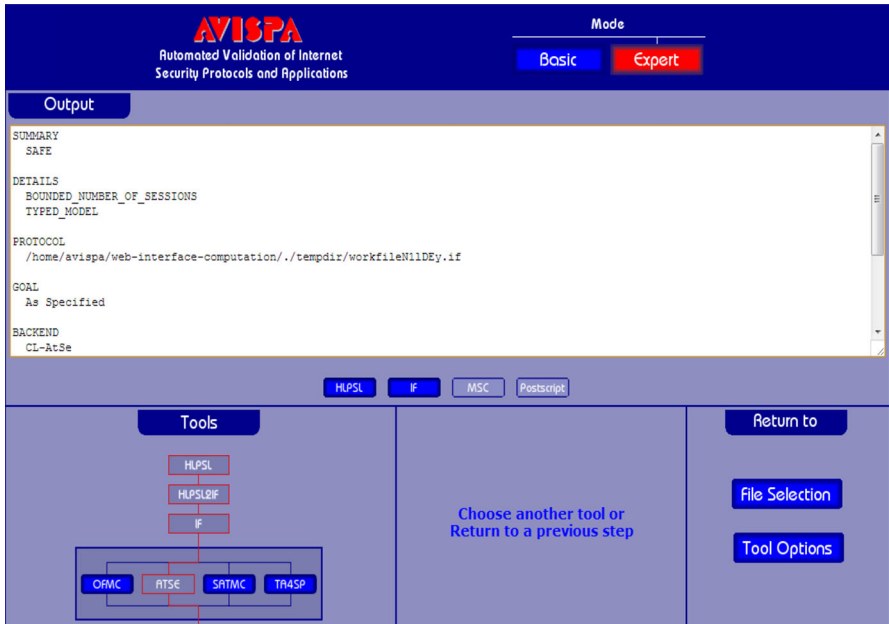 AVISPA
Automated Validation of Internet
Security Protocols and Applications
Mode
Basic
Expert
Output
SUMMARY
SAFE
DETAILS
BOUNDED_NUMBER_OF_SESSIONS
TYPED_MODEL
PROTOCOL
/home/avispa/web-interface-computation/./tempdir/workfileN11DEy.if
GOAL
As Specified
BACKEND
CL-AtSe
HLPSL
IF
MSC
Postscript
Tools
HLPSL
HLPSL2IF
IF
OFMC
ATSE
SATMC
TA4SP
Choose another tool or
Return to a previous step
Return to
File Selection
Tool Options